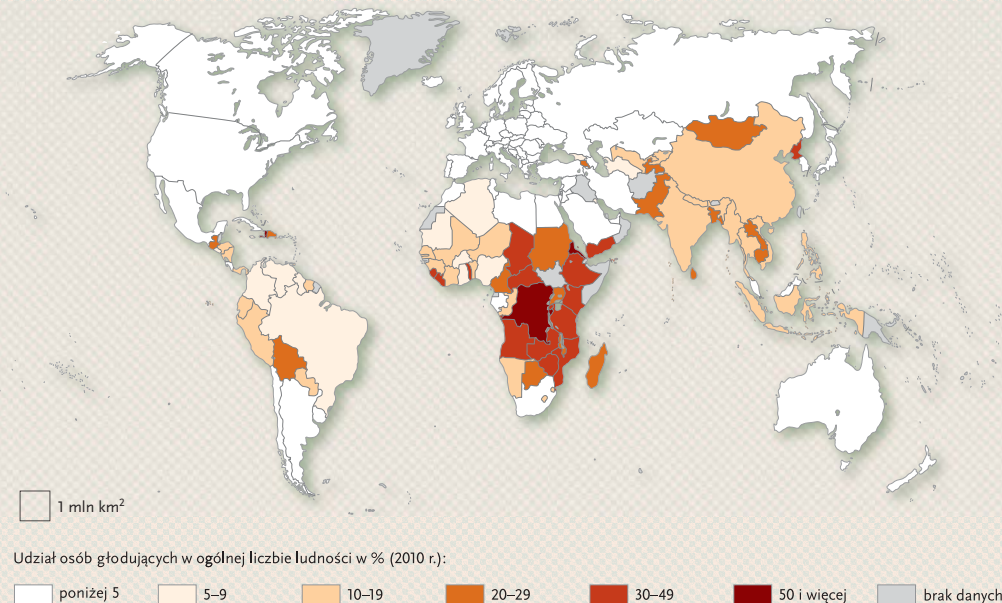 1 mln km²
Udział osób głodujących w ogólnej liczbie ludności w % (2010 r.):
poniżej 5 5–9 10–19 20–29 30–49 50 i więcej brak danych